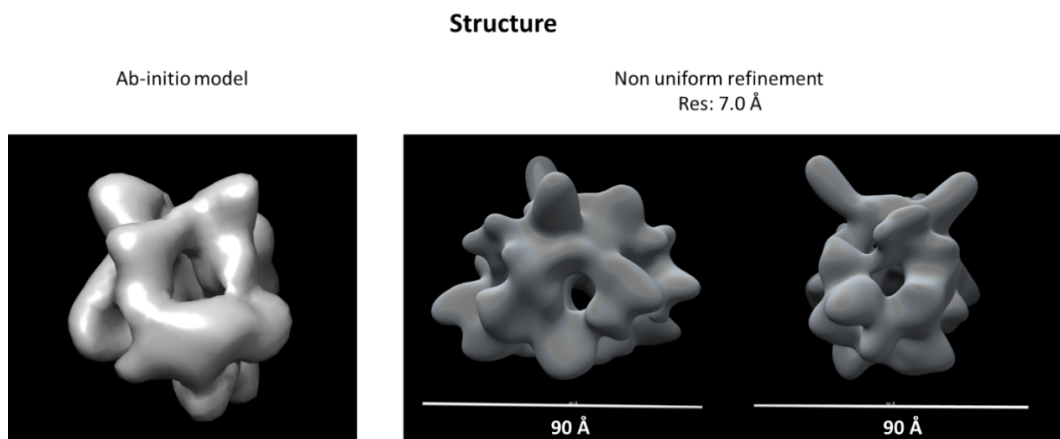 Structure
Ab-initio model
Non uniform refinement
Res: 7.0 Å
90 Å
90 Å